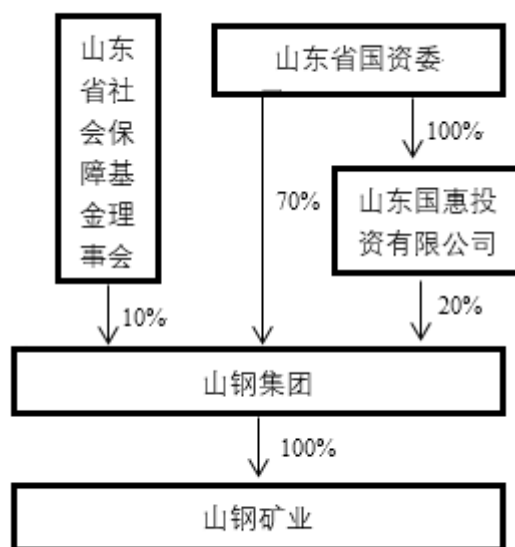 山东
省社
会保
障基
金理
事会
山东省国资委
100%
70%
山东国惠投
资有限公司
10%
20%
山钢集团
100%
山钢矿业